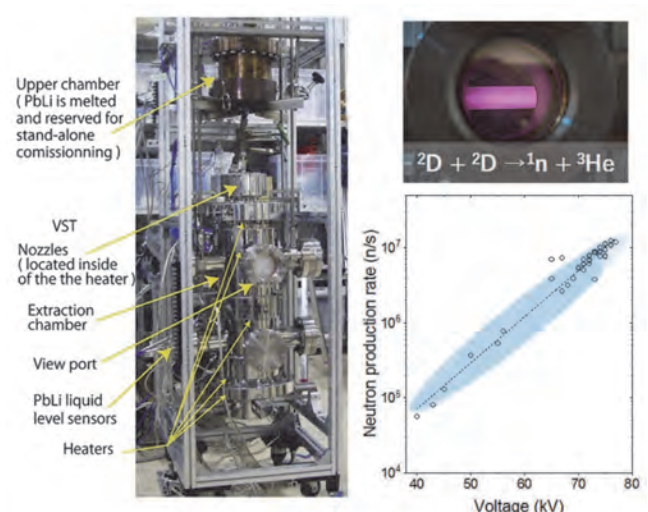 Upper chamber
( PbLi is melted
and reserved for
stand-alone
comissionning )
VST
Nozzles
( located inside
of the the heater)
Extraction
chamber
View port
PbLi liquid
level sensors
Heaters
²D + ²D →¹n + ³He
Neutron production rate (n/s)
10⁷
10⁶
10⁵
10⁴
40 50 60 70 80
Voltage (kV)